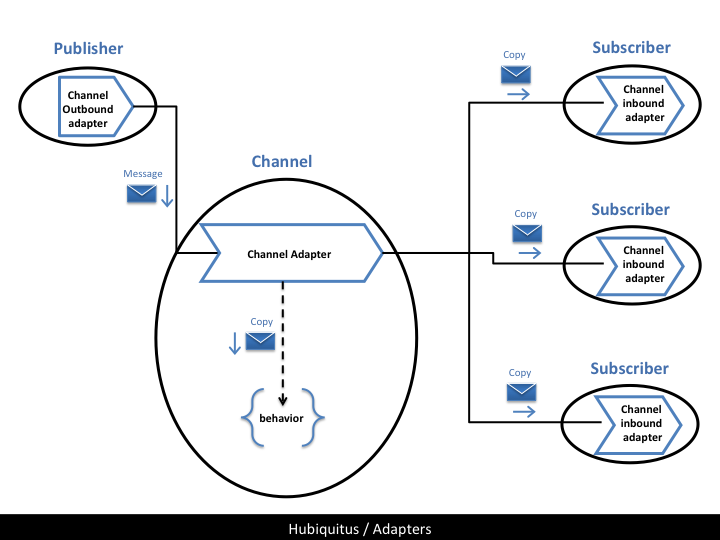 Publisher
Channel
Outbound
adapter
Message
Channel
Channel Adapter
Copy
behavior
Copy
Subscriber
Channel
inbound
adapter
Copy
Subscriber
Channel
inbound
adapter
Copy
Subscriber
Channel
inbound
adapter
Hubiquitus / Adapters